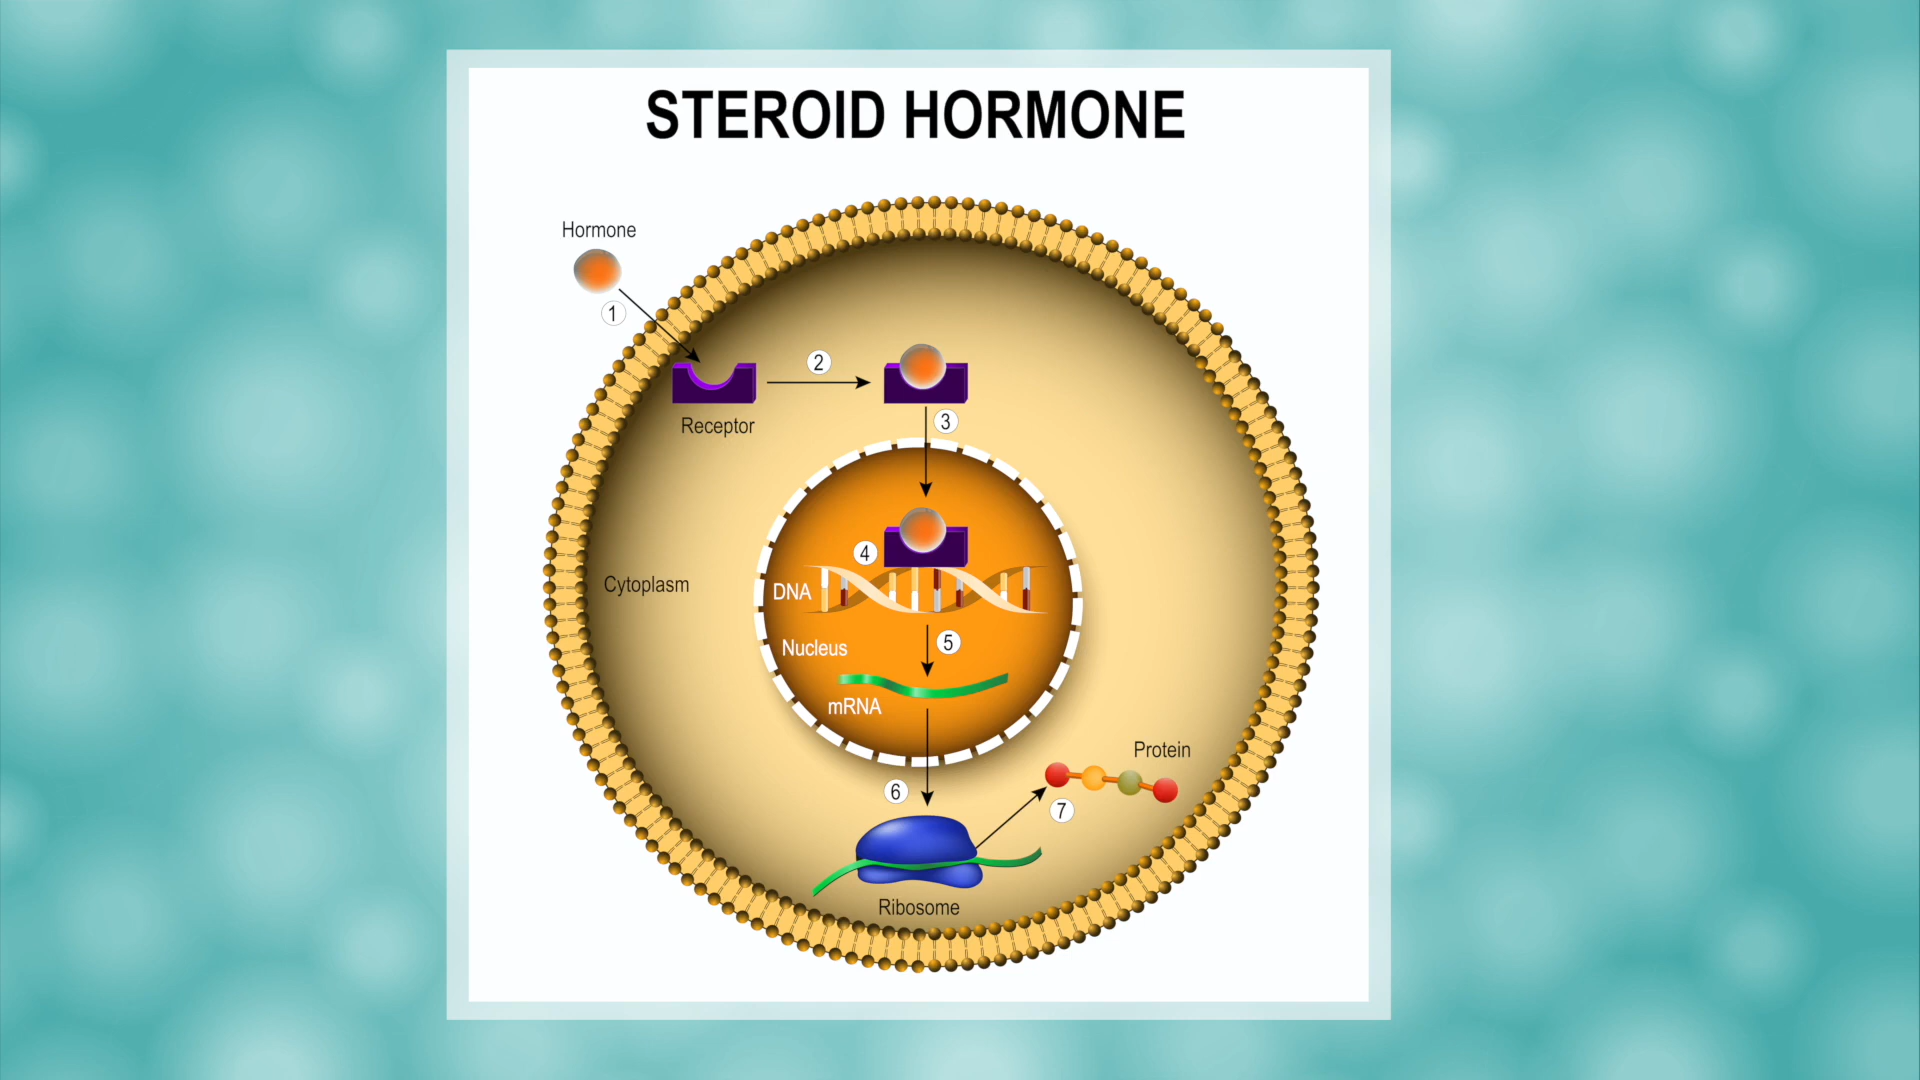 STEROID HORMONE
Hormone
1
2
Receptor
3
4
Cytoplasm
DNA
5
Nucleus
mRNA
Protein
6
7
Ribosome